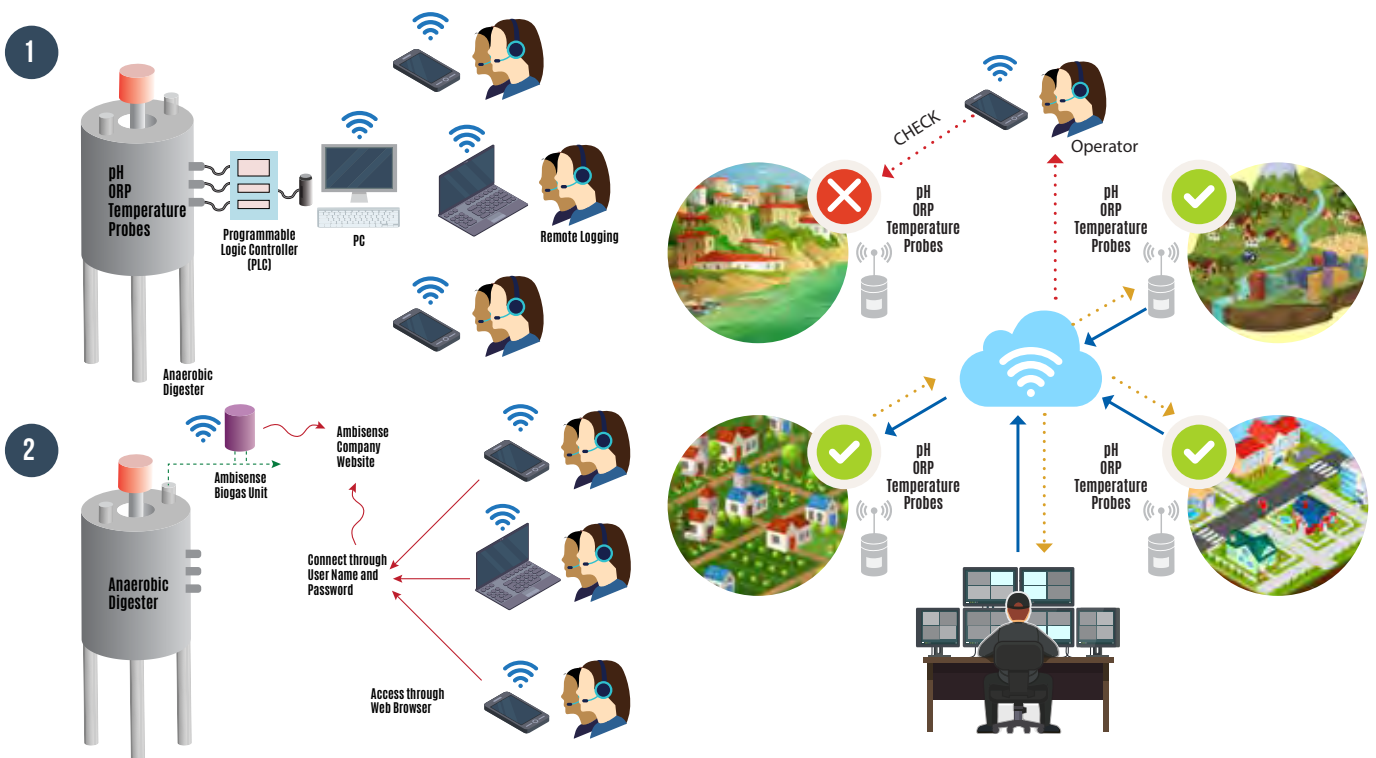 1
pH
ORP
Temperature
Probes
Programmable
Logic Controller
(PLC)
PC
Remote Logging
Anaerobic
Digester
2
Ambisense
Biogas Unit
Ambisense
Company
Website
Anaerobic
Digester
Connect through
User Name and
Password
Access through
Web Browser
CHECK
Operator
pH
ORP
Temperature
Probes
pH
ORP
Temperature
Probes
pH
ORP
Temperature
Probes
pH
ORP
Temperature
Probes